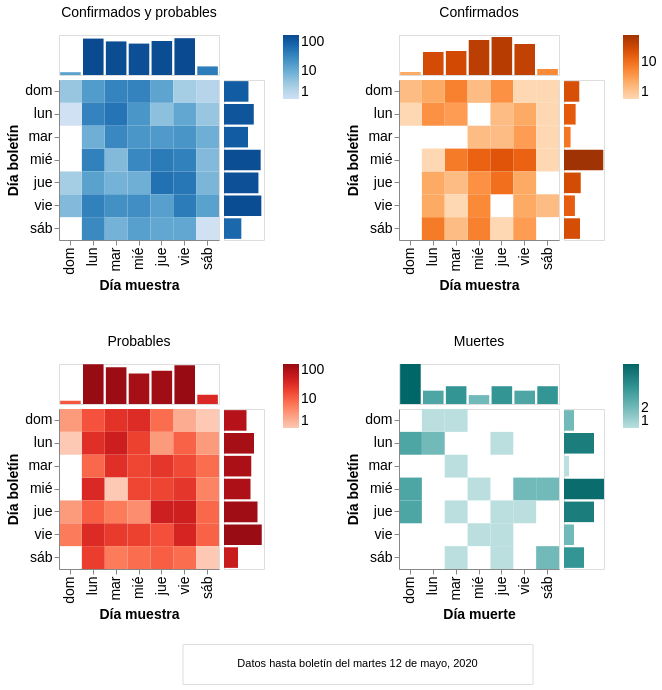 Confirmados y probables
100
10
1
Día boletín
dom
lun
mar
mié
jue
vie
sáb
dom
lun
mar
mié
jue
vie
sáb
Día muestra
Confirmados
10
1
Día boletín
dom
lun
mar
mié
jue
vie
sáb
dom
lun
mar
mié
jue
vie
sáb
Día muestra
Probables
100
10
1
Día boletín
dom
lun
mar
mié
jue
vie
sáb
dom
lun
mar
mié
jue
vie
sáb
Día muestra
Muertes
2
1
Día boletín
dom
lun
mar
mié
jue
vie
sáb
dom
lun
mar
mié
jue
vie
sáb
Día muerte
Datos hasta boletín del martes 12 de mayo, 2020